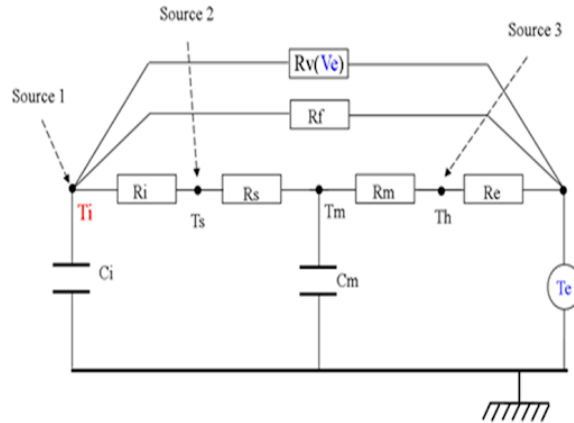 Source 2
Source 3
Rv(Ve)
Source 1
Rf
Ri
Rs
Rm
Re
Ti
Ts
Tm
Th
Ci
Cm
Te